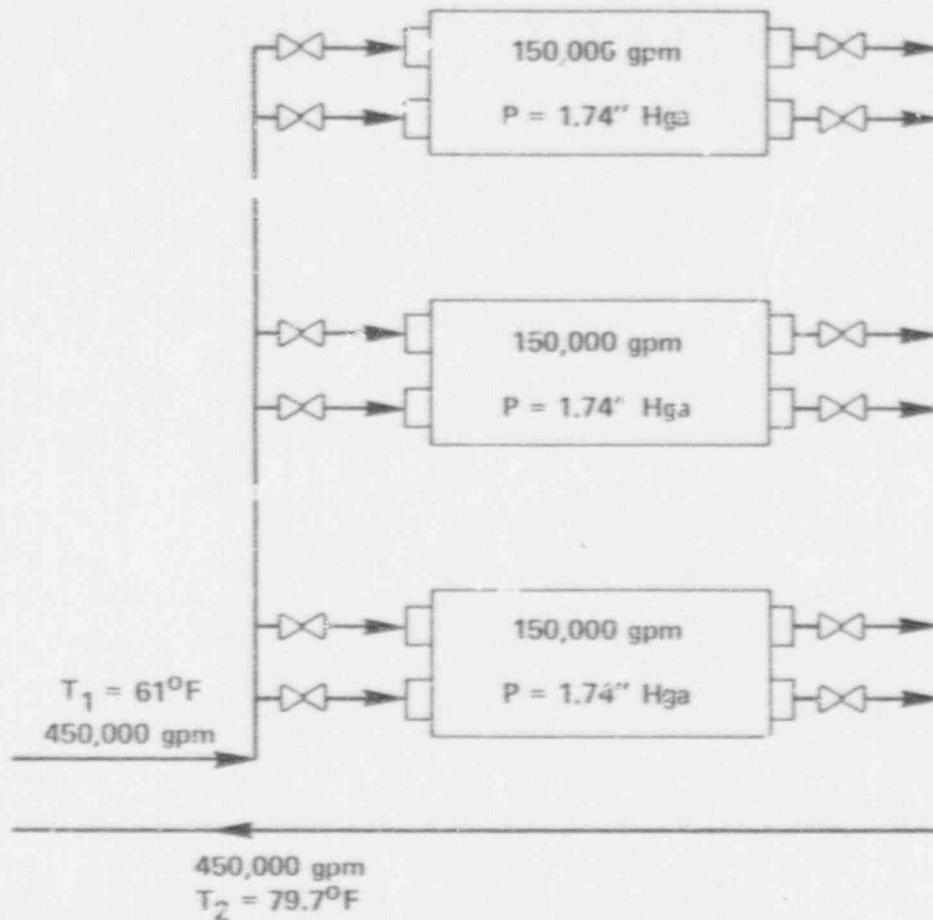 150,000 gpm
P = 1.74" Hga
150,000 gpm
P = 1.74" Hga
150,000 gpm
P = 1.74" Hga
T1 = 61°F
450,000 gpm
450,000 gpm
T2 = 79.7°F